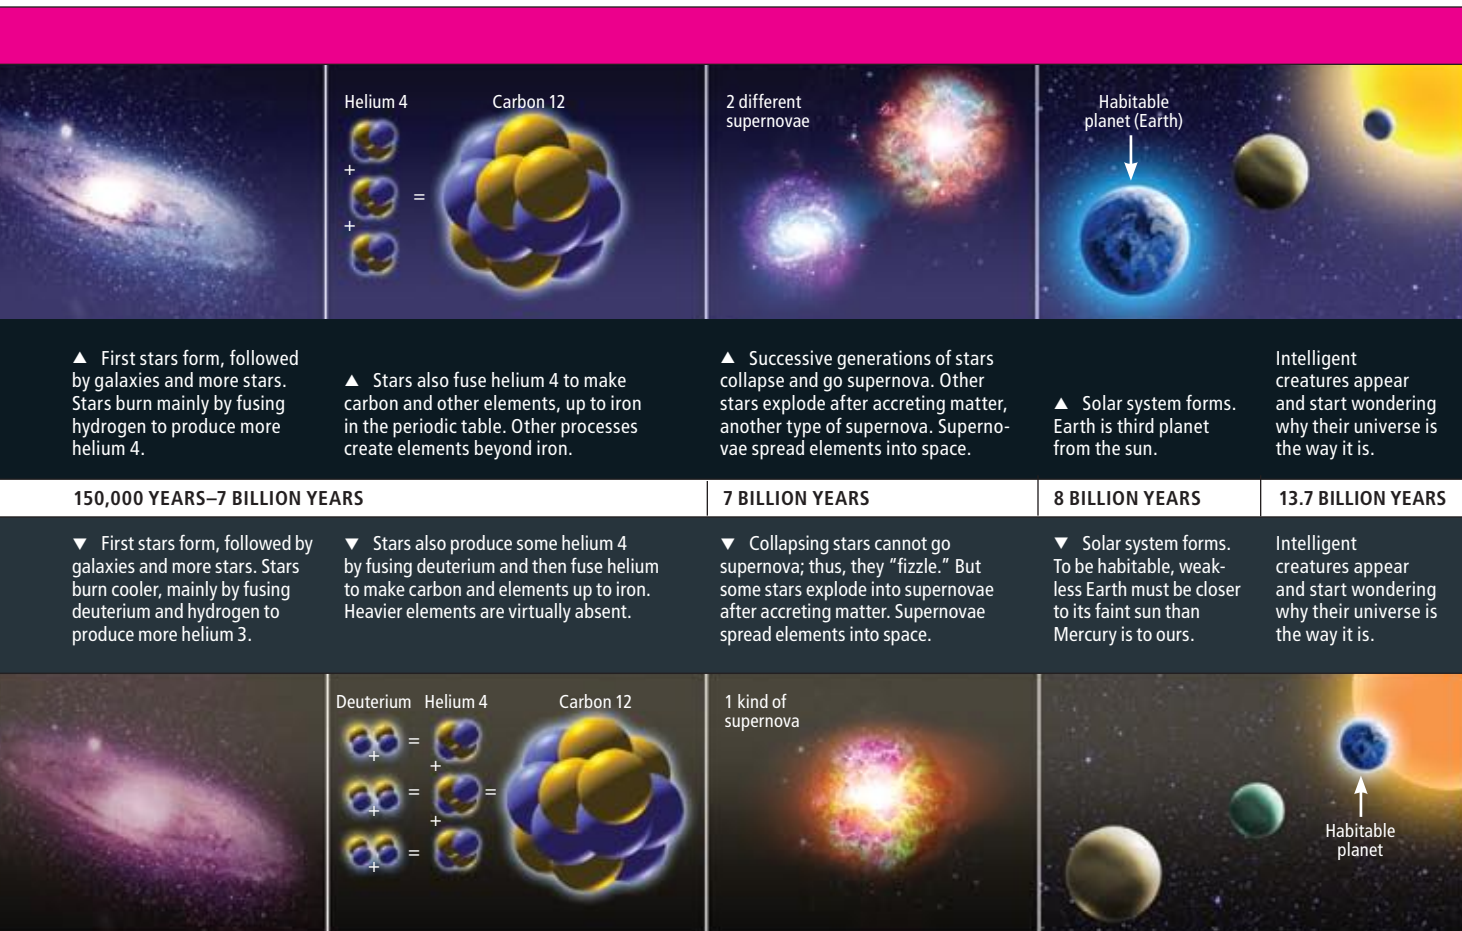 Helium 4
Carbon 12
+
+
=
2 different
supernovae
Habitable
planet (Earth)
▲ First stars form, followed
by galaxies and more stars.
Stars burn mainly by fusing
hydrogen to produce more
helium 4.
▲ Stars also fuse helium 4 to make
carbon and other elements, up to iron
in the periodic table. Other processes
create elements beyond iron.
▲ Successive generations of stars
collapse and go supernova. Other
stars explode after accreting matter,
another type of supernova. Superno-
vae spread elements into space.
▲ Solar system forms.
Earth is third planet
from the sun.
Intelligent
creatures appear
and start wondering
why their universe is
the way it is.
150,000 YEARS–7 BILLION YEARS
7 BILLION YEARS
8 BILLION YEARS
13.7 BILLION YEARS
▼ First stars form, followed by
galaxies and more stars. Stars
burn cooler, mainly by fusing
deuterium and hydrogen to
produce more helium 3.
▼ Stars also produce some helium 4
by fusing deuterium and then fuse helium
to make carbon and elements up to iron.
Heavier elements are virtually absent.
▼ Collapsing stars cannot go
supernova; thus, they “fizzle.” But
some stars explode into supernovae
after accreting matter. Supernovae
spread elements into space.
▼ Solar system forms.
To be habitable, weak-
less Earth must be closer
to its faint sun than
Mercury is to ours.
Intelligent
creatures appear
and start wondering
why their universe is
the way it is.
Deuterium
Helium 4
Carbon 12
+ =
+
+ = =
+
+ =
1 kind of
supernova
Habitable
planet